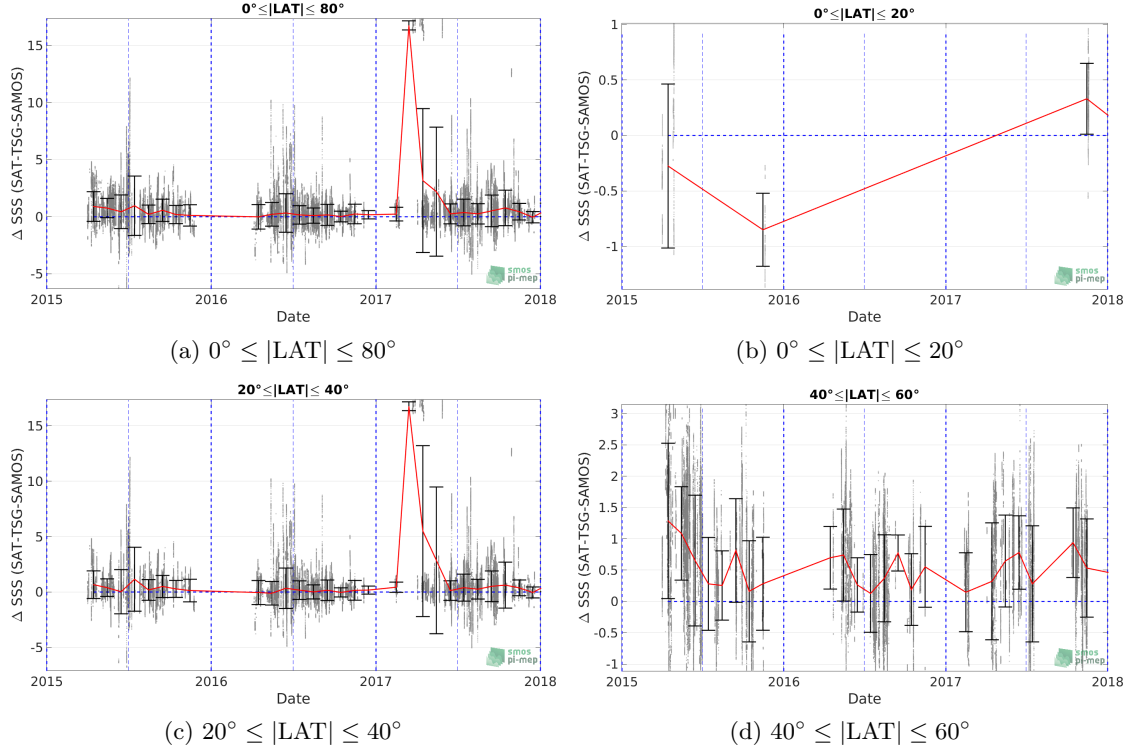 0°≤|LAT|≤ 80°
Δ SSS (SAT-TSG-SAMOS)
15
10
5
0
-5
2015
2016
2017
2018
Date
smos
pi-mep
(a) 0° ≤ |LAT| ≤ 80°
0°≤|LAT|≤ 20°
Δ SSS (SAT-TSG-SAMOS)
1
0.5
0
-0.5
-1
2015
2016
2017
2018
Date
smos
pi-mep
(b) 0° ≤ |LAT| ≤ 20°
20°≤|LAT|≤ 40°
Δ SSS (SAT-TSG-SAMOS)
15
10
5
0
-5
2015
2016
2017
2018
Date
smos
pi-mep
(c) 20° ≤ |LAT| ≤ 40°
40°≤|LAT|≤ 60°
Δ SSS (SAT-TSG-SAMOS)
3
2.5
2
1.5
1
0.5
0
-0.5
-1
2015
2016
2017
2018
Date
smos
pi-mep
(d) 40° ≤ |LAT| ≤ 60°